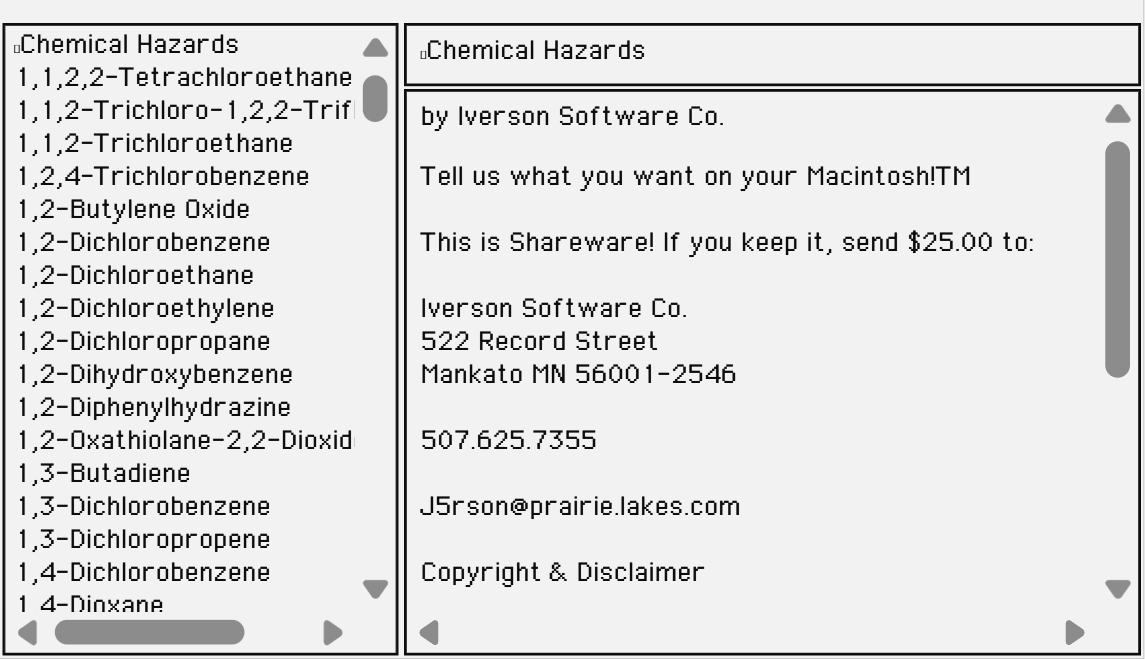 Chemical Hazards
1,1,2,2-Tetrachloroethane
1,1,2-Trichloro-1,2,2-Trif
1,1,2-Trichloroethane
1,2,4-Trichlorobenzene
1,2-Butylene Oxide
1,2-Dichlorobenzene
1,2-Dichloroethane
1,2-Dichloroethylene
1,2-Dichloropropane
1,2-Dihydroxybenzene
1,2-Diphenylhydrazine
1,2-Oxathiolane-2,2-Dioxid
1,3-Butadiene
1,3-Dichlorobenzene
1,3-Dichloropropene
1,4-Dichlorobenzene
1,4-Dioxane
Chemical Hazards
by Iverson Software Co.
Tell us what you want on your Macintosh!TM
This is Shareware! If you keep it, send $25.00 to:
Iverson Software Co.
522 Record Street
Mankato MN 56001-2546
507.625.7355
J5rson@prairie.lakes.com
Copyright & Disclaimer